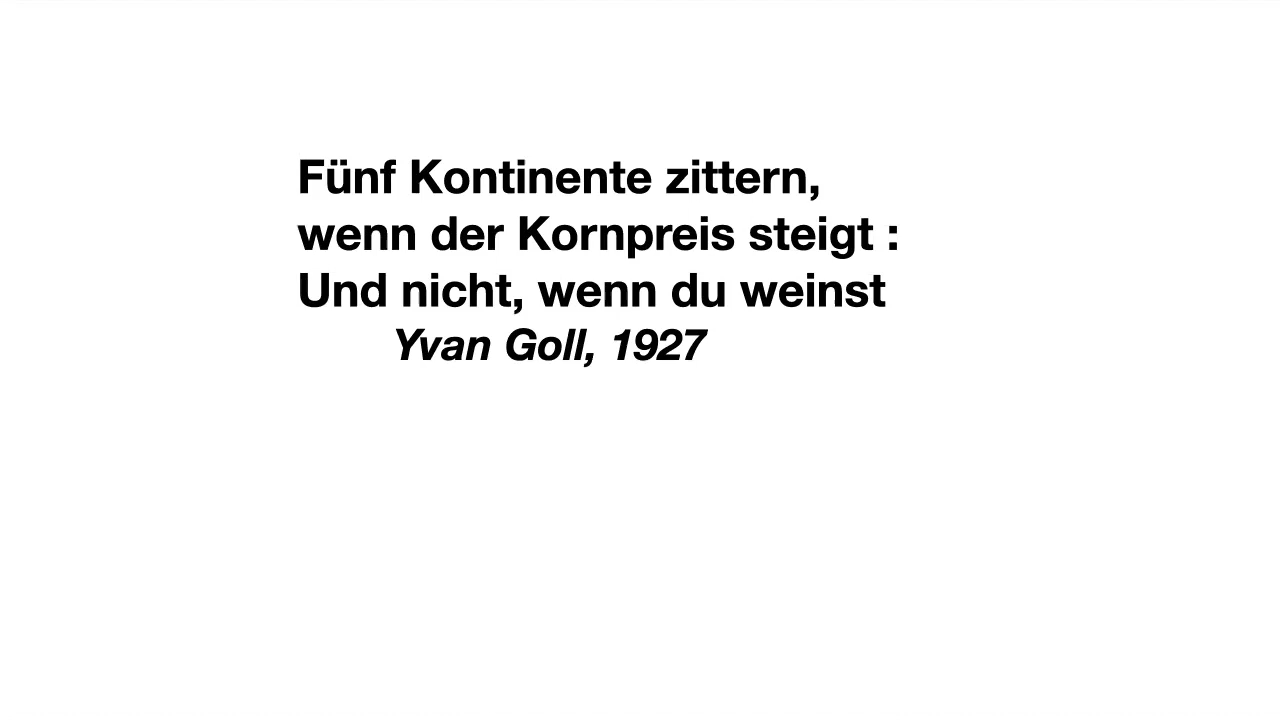 Fünf Kontinente zittern,
wenn der Kornpreis steigt :
Und nicht, wenn du weinst
Yvan Goll, 1927